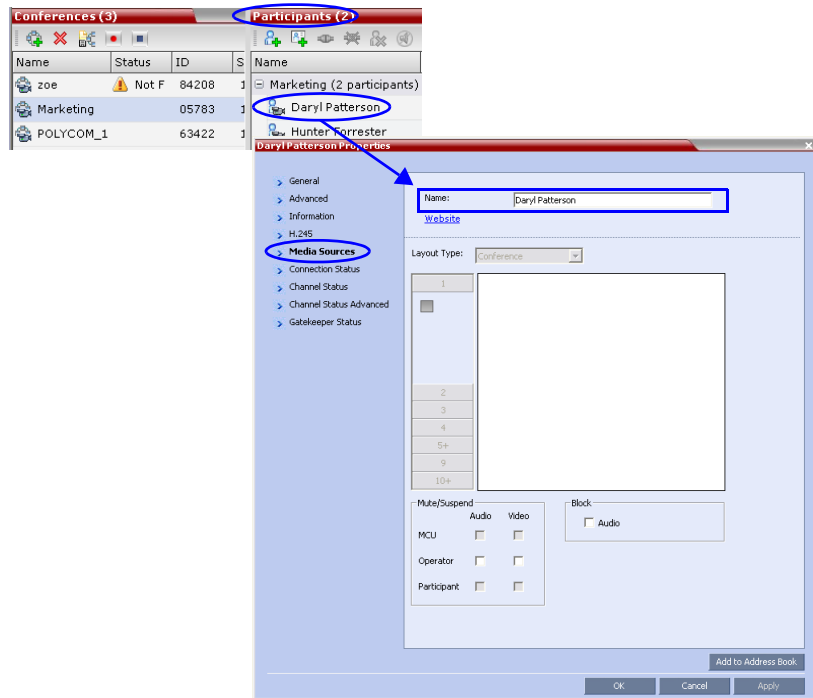 Conferences (3)
Participants (2)
Name Status ID S
Name
zoe Not F 84208 1
Marketing (2 participants)
Marketing 05783 1
Daryl Patterson
POLYCOM_1 63422 1
Hunter Forrester
Daryl Patterson Properties
General
Advanced
Information
H.245
Media Sources
Connection Status
Channel Status
Channel Status Advanced
Gatekeeper Status
Name: Daryl Patterson
Website
Layout Type: Conference
1
2
3
4
5+
9
10+
Mute/Suspend
Audio Video
MCU
Operator
Participant
Block
Audio
Add to Address Book
OK Cancel Apply